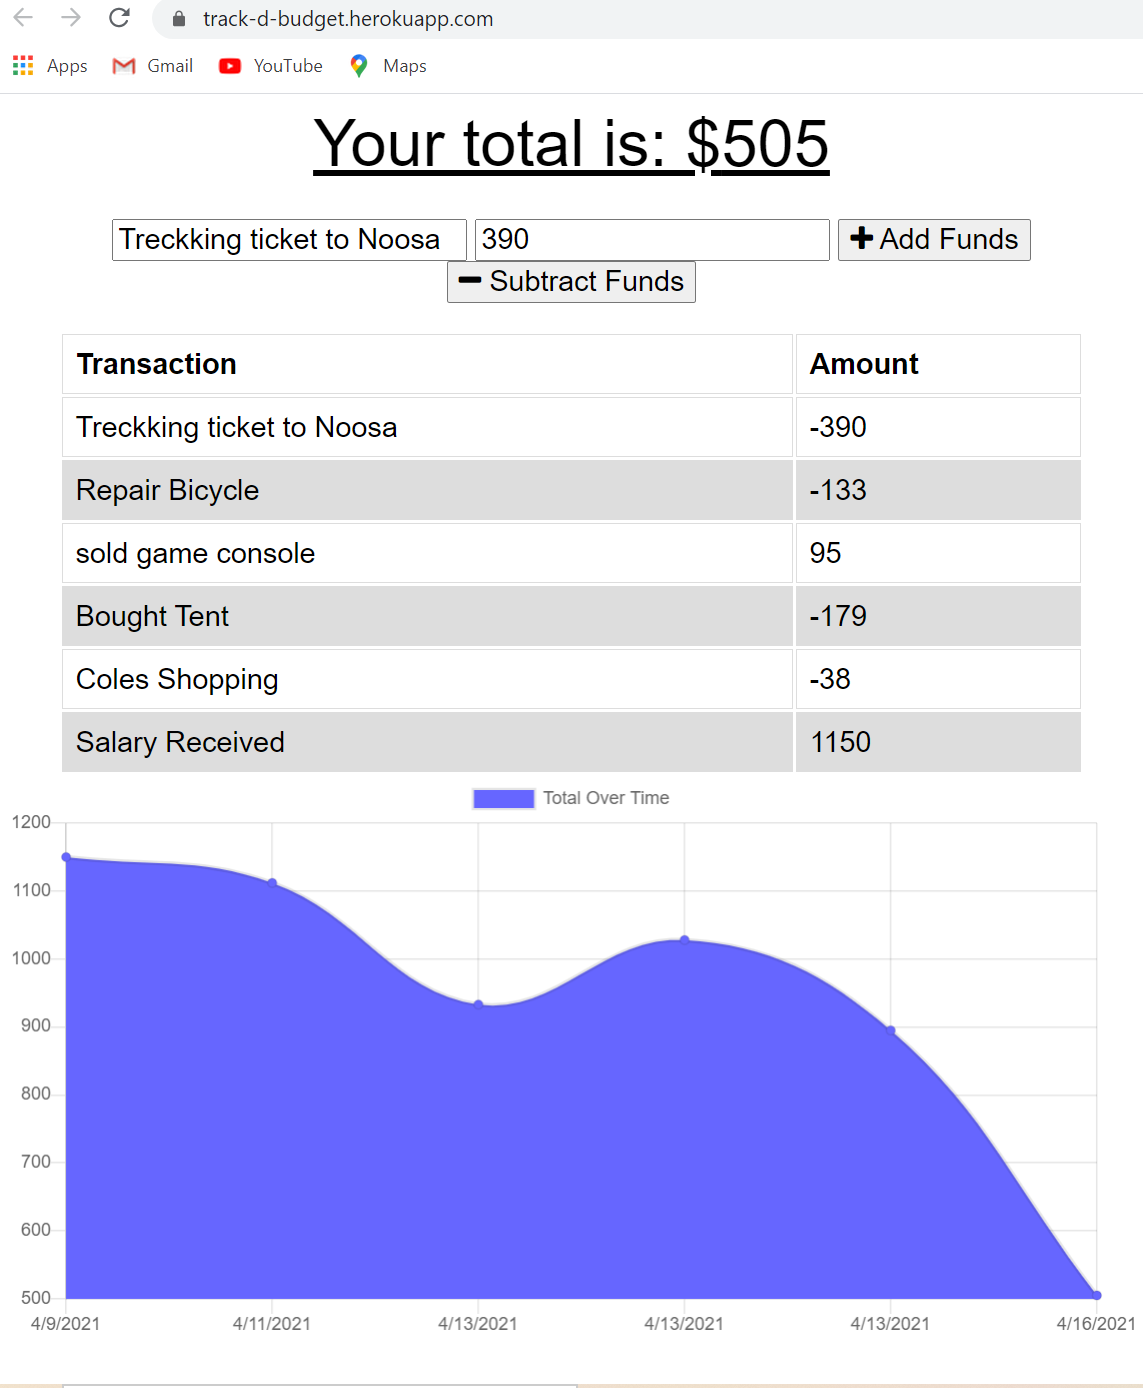 track-d-budget.herokuapp.com
Apps Gmail YouTube Maps
Your total is: $505
Treckking ticket to Noosa 390 Add Funds
Subtract Funds
Transaction Amount
Treckking ticket to Noosa -390
Repair Bicycle -133
sold game console 95
Bought Tent -179
Coles Shopping -38
Salary Received 1150
Total Over Time
1200
1100
1000
900
800
700
600
500
4/9/2021 4/11/2021 4/13/2021 4/13/2021 4/13/2021 4/16/2021